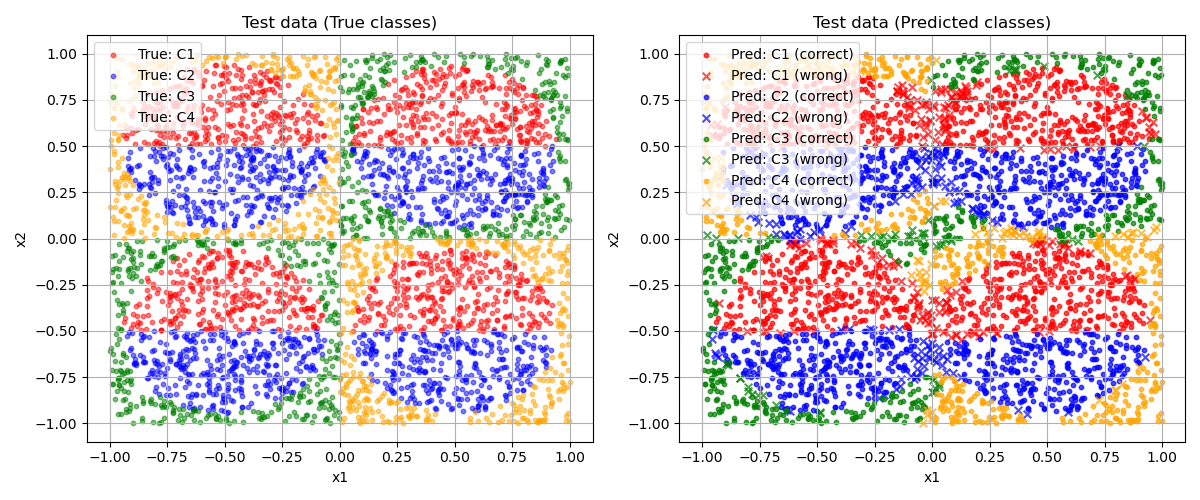 Test data (True classes)
True: C1
True: C2
True: C3
True: C4
1.00
0.75
0.50
0.25
0.00
−0.25
−0.50
−0.75
−1.00
x2
−1.00 −0.75 −0.50 −0.25 0.00 0.25 0.50 0.75 1.00
x1
Test data (Predicted classes)
Pred: C1 (correct)
Pred: C1 (wrong)
Pred: C2 (correct)
Pred: C2 (wrong)
Pred: C3 (correct)
Pred: C3 (wrong)
Pred: C4 (correct)
Pred: C4 (wrong)
1.00
0.75
0.50
0.25
0.00
−0.25
−0.50
−0.75
−1.00
x2
−1.00 −0.75 −0.50 −0.25 0.00 0.25 0.50 0.75 1.00
x1